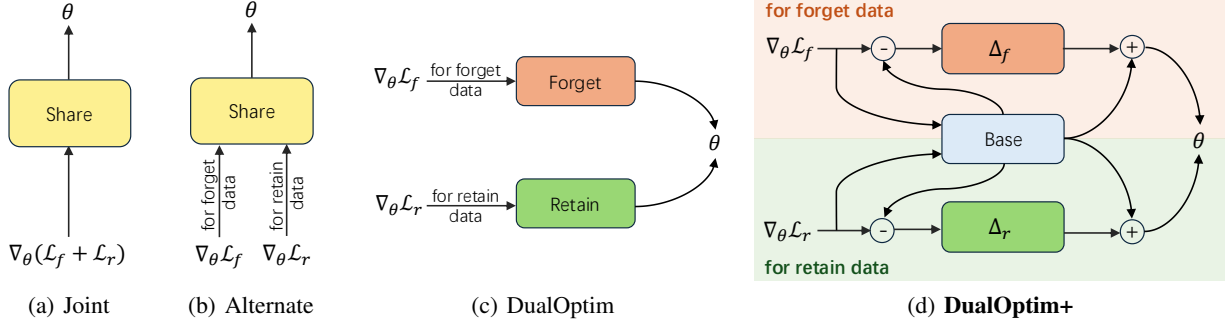 θ
Share
∇θ(ℒf + ℒr)
(a) Joint
θ
Share
for forget data
for retain data
∇θℒf
∇θℒr
(b) Alternate
∇θℒf
for forget
data
Forget
θ
∇θℒr
for retain
data
Retain
(c) DualOptim
for forget data
∇θℒf
-
Δf
+
Base
θ
∇θℒr
-
Δr
+
for retain data
(d) DualOptim+